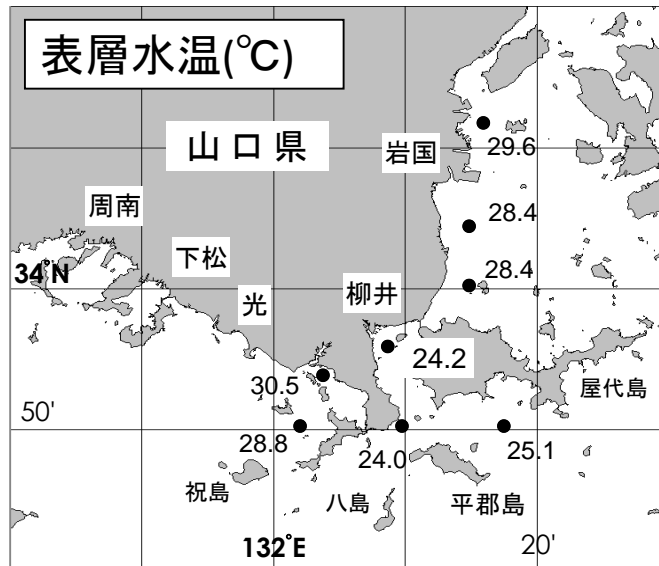 表層水温(℃)
山口県
岩国
29.6
周南
28.4
下松
34°N
28.4
光
柳井
24.2
30.5
屋代島
50'
28.8
24.0
25.1
祝島
八島
平郡島
132°E
20'